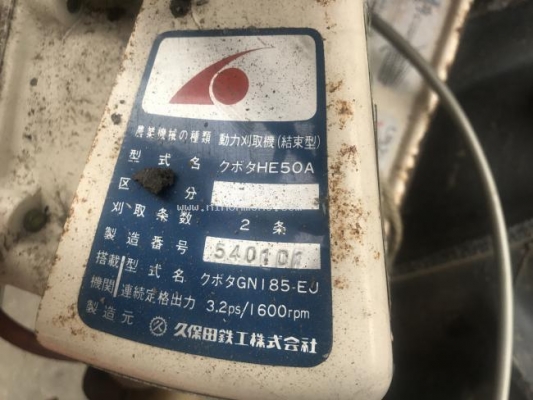 農業機械の種類 動力刈取機(結束型)
型式名 クボタHE50A
区分
刈取条数 2条
製造番号
搭載機関 型式名 クボタGN185-EJ
連続定格出力 3.2ps/1600rpm
製造元 久保田鉄工株式会社